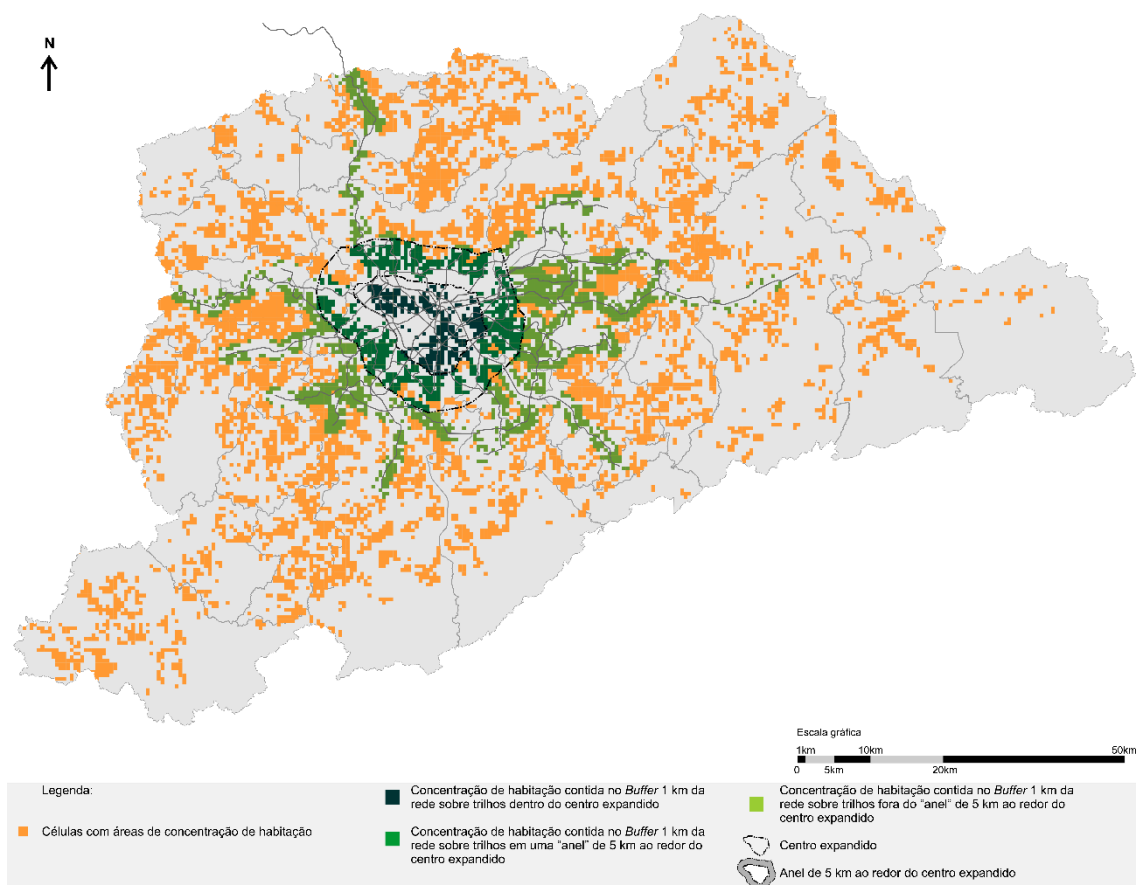 N
Escala gráfica
1km 10km 50km
0 5km 20km
Legenda:
Células com áreas de concentração de habitação
Concentração de habitação contida no Buffer 1 km da
rede sobre trilhos dentro do centro expandido
Concentração de habitação contida no Buffer 1 km da
rede sobre trilhos em uma “anel” de 5 km ao redor do
centro expandido
Concentração de habitação contida no Buffer 1 km da
rede sobre trilhos fora do “anel“ de 5 km ao redor do
centro expandido
Centro expandido
Anel de 5 km ao redor do centro expandido